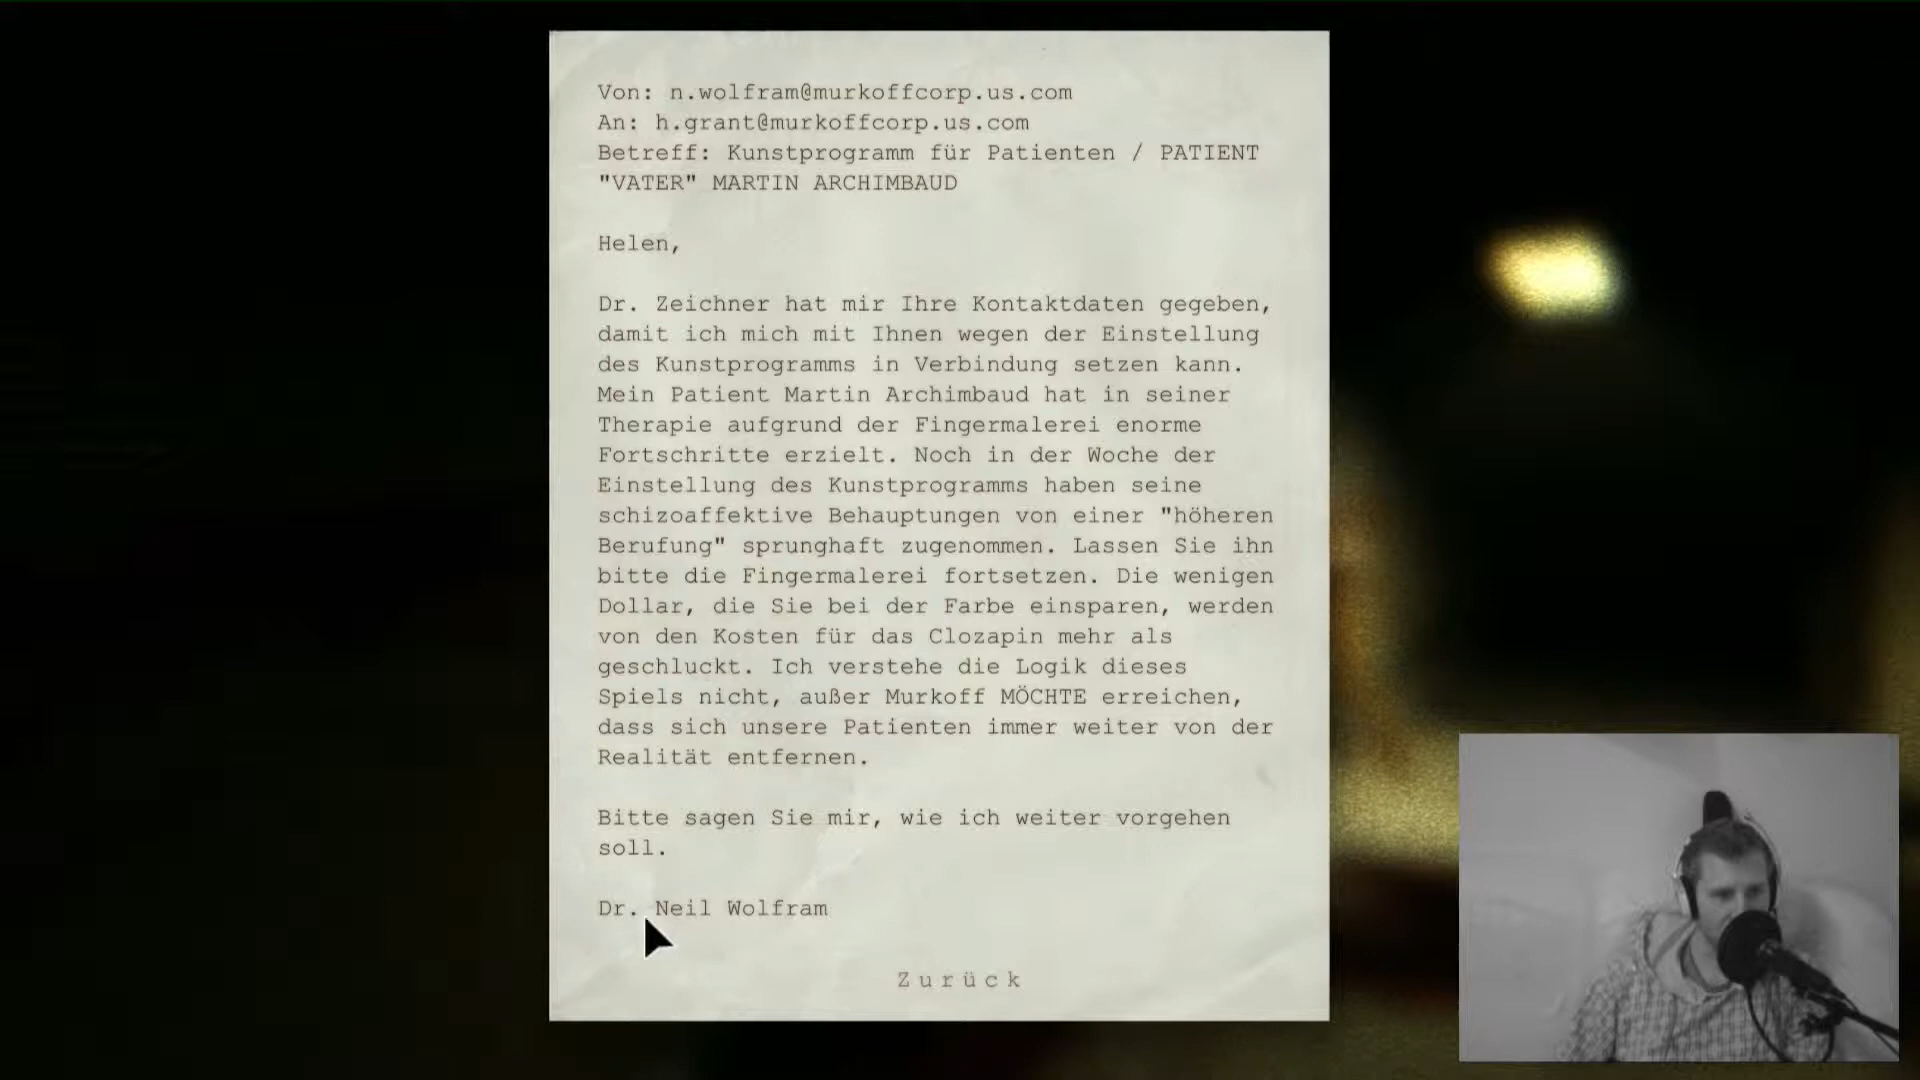 Von: n.wolfram@murkoffcorp.us.com
An: h.grant@murkoffcorp.us.com
Betreff: Kunstprogramm für Patienten / PATIENT
"VATER" MARTIN ARCHIMBAUD
Helen,
Dr. Zeichner hat mir Ihre Kontaktdaten gegeben,
damit ich mich mit Ihnen wegen der Einstellung
des Kunstprogramms in Verbindung setzen kann.
Mein Patient Martin Archimbaud hat in seiner
Therapie aufgrund der Fingermalerei enorme
Fortschritte erzielt. Noch in der Woche der
Einstellung des Kunstprogramms haben seine
schizoaffektive Behauptungen von einer "höheren
Berufung" sprunghaft zugenommen. Lassen Sie ihn
bitte die Fingermalerei fortsetzen. Die wenigen
Dollar, die Sie bei der Farbe einsparen, werden
von den Kosten für das Clozapin mehr als
geschluckt. Ich verstehe die Logik dieses
Spiels nicht, außer Murkoff MÖCHTE erreichen,
dass sich unsere Patienten immer weiter von der
Realität entfernen.
Bitte sagen Sie mir, wie ich weiter vorgehen
soll.
Dr. Neil Wolfram
Zurück